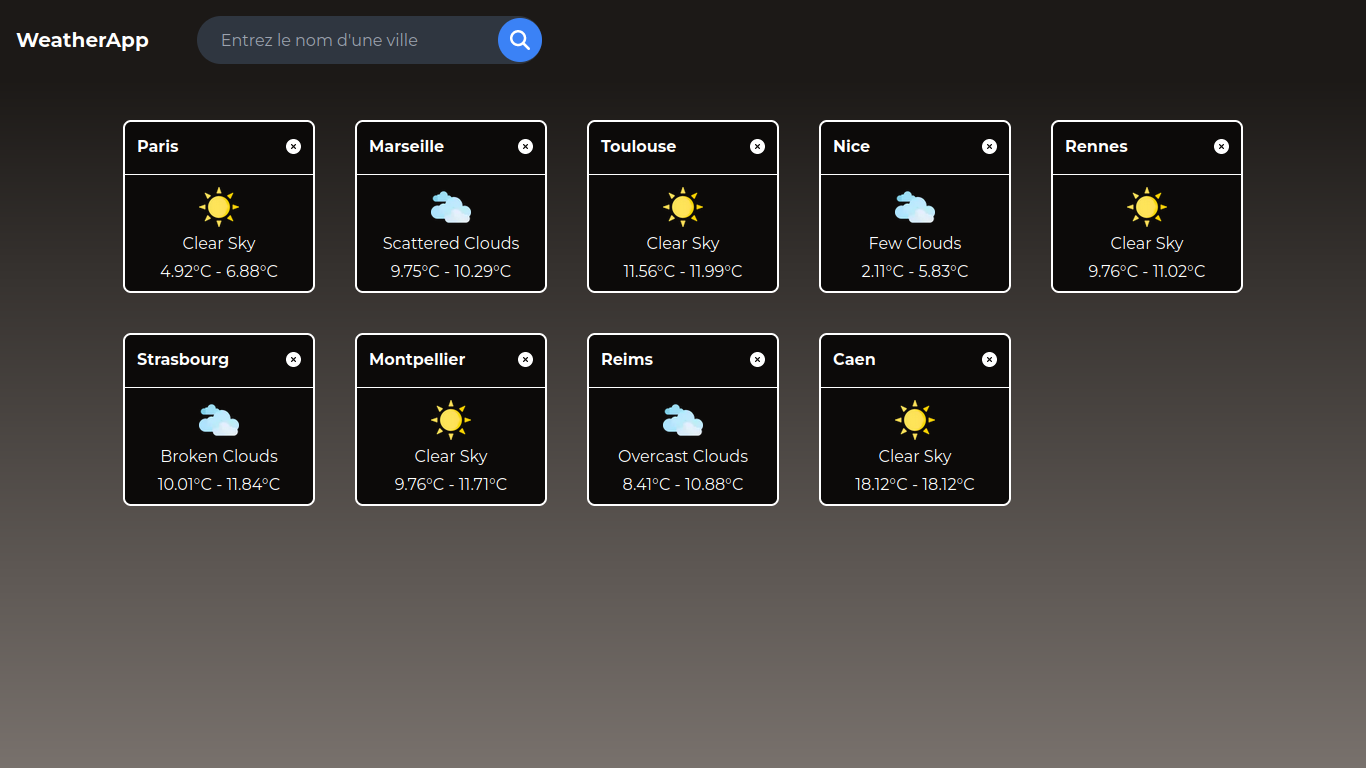 WeatherApp
Entrez le nom d'une ville
Paris
Clear Sky
4.92°C - 6.88°C
Marseille
Scattered Clouds
9.75°C - 10.29°C
Toulouse
Clear Sky
11.56°C - 11.99°C
Nice
Few Clouds
2.11°C - 5.83°C
Rennes
Clear Sky
9.76°C - 11.02°C
Strasbourg
Broken Clouds
10.01°C - 11.84°C
Montpellier
Clear Sky
9.76°C - 11.71°C
Reims
Overcast Clouds
8.41°C - 10.88°C
Caen
Clear Sky
18.12°C - 18.12°C